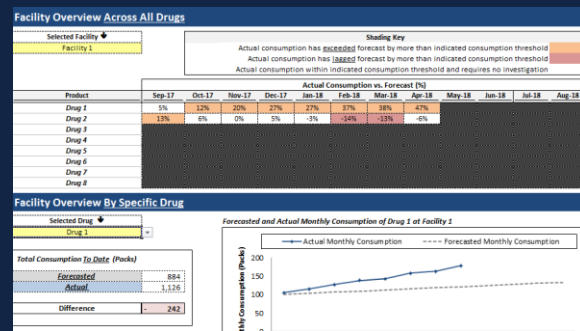 Facility Overview Across All Drugs
Selected Facility
Facility 1
Shading Key
Actual consumption has exceeded forecast by more than indicated consumption threshold
Actual consumption has lagged forecast by more than indicated consumption threshold
Actual consumption within indicated consumption threshold and requires no investigation
Actual Consumption vs. Forecast (%)
Product Sep-17 Oct-17 Nov-17 Dec-17 Jan-18 Feb-18 Mar-18 Apr-18 May-18 Jun-18 Jul-18 Aug-18
Drug 1 5% 12% 20% 27% 27% 37% 38% 47%
Drug 2 13% 6% 0% 5% -3% -14% -13% -6%
Drug 3
Drug 4
Drug 5
Drug 6
Drug 7
Drug 8
Facility Overview By Specific Drug
Selected Drug
Drug 1
Forecasted and Actual Monthly Consumption of Drug 1 at Facility 1
Actual Monthly Consumption Forecasted Monthly Consumption
Total Consumption To Date (Packs)
Forecasted 884
Actual 1,126
Difference - 242
Consumption (Packs)
200
150
100
50
0